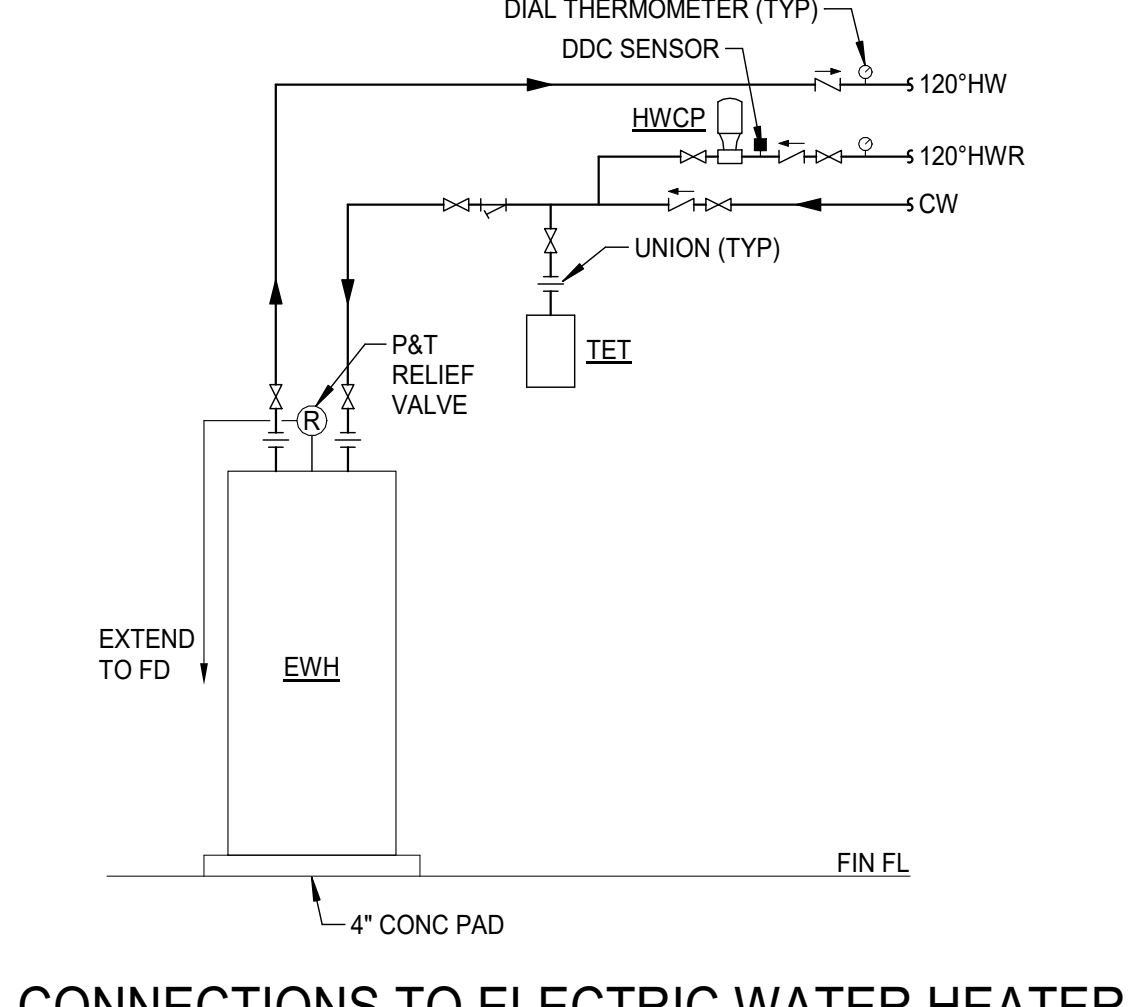 DIAL THERMOMETER (TYP)
DDC SENSOR
120°HW
HWCP
120°HWR
CW
UNION (TYP)
TET
P&T
RELIEF
VALVE
R
EXTEND
TO FD
EWH
FIN FL
4" CONC PAD
CONNECTIONS TO ELECTRIC WATER HEATER